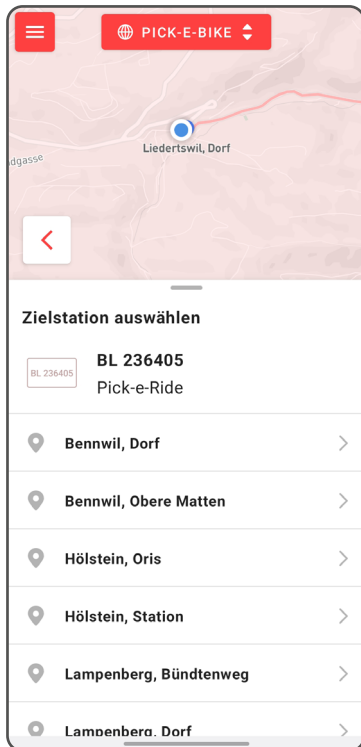 PICK-E-BIKE
dgasse
Liedertswil, Dorf
Zielstation auswählen
BL 236405
BL 236405
Pick-e-Ride
Bennwil, Dorf
Bennwil, Obere Matten
Hölstein, Oris
Hölstein, Station
Lampenberg, Bündtenweg
Lampenberg, Dorf